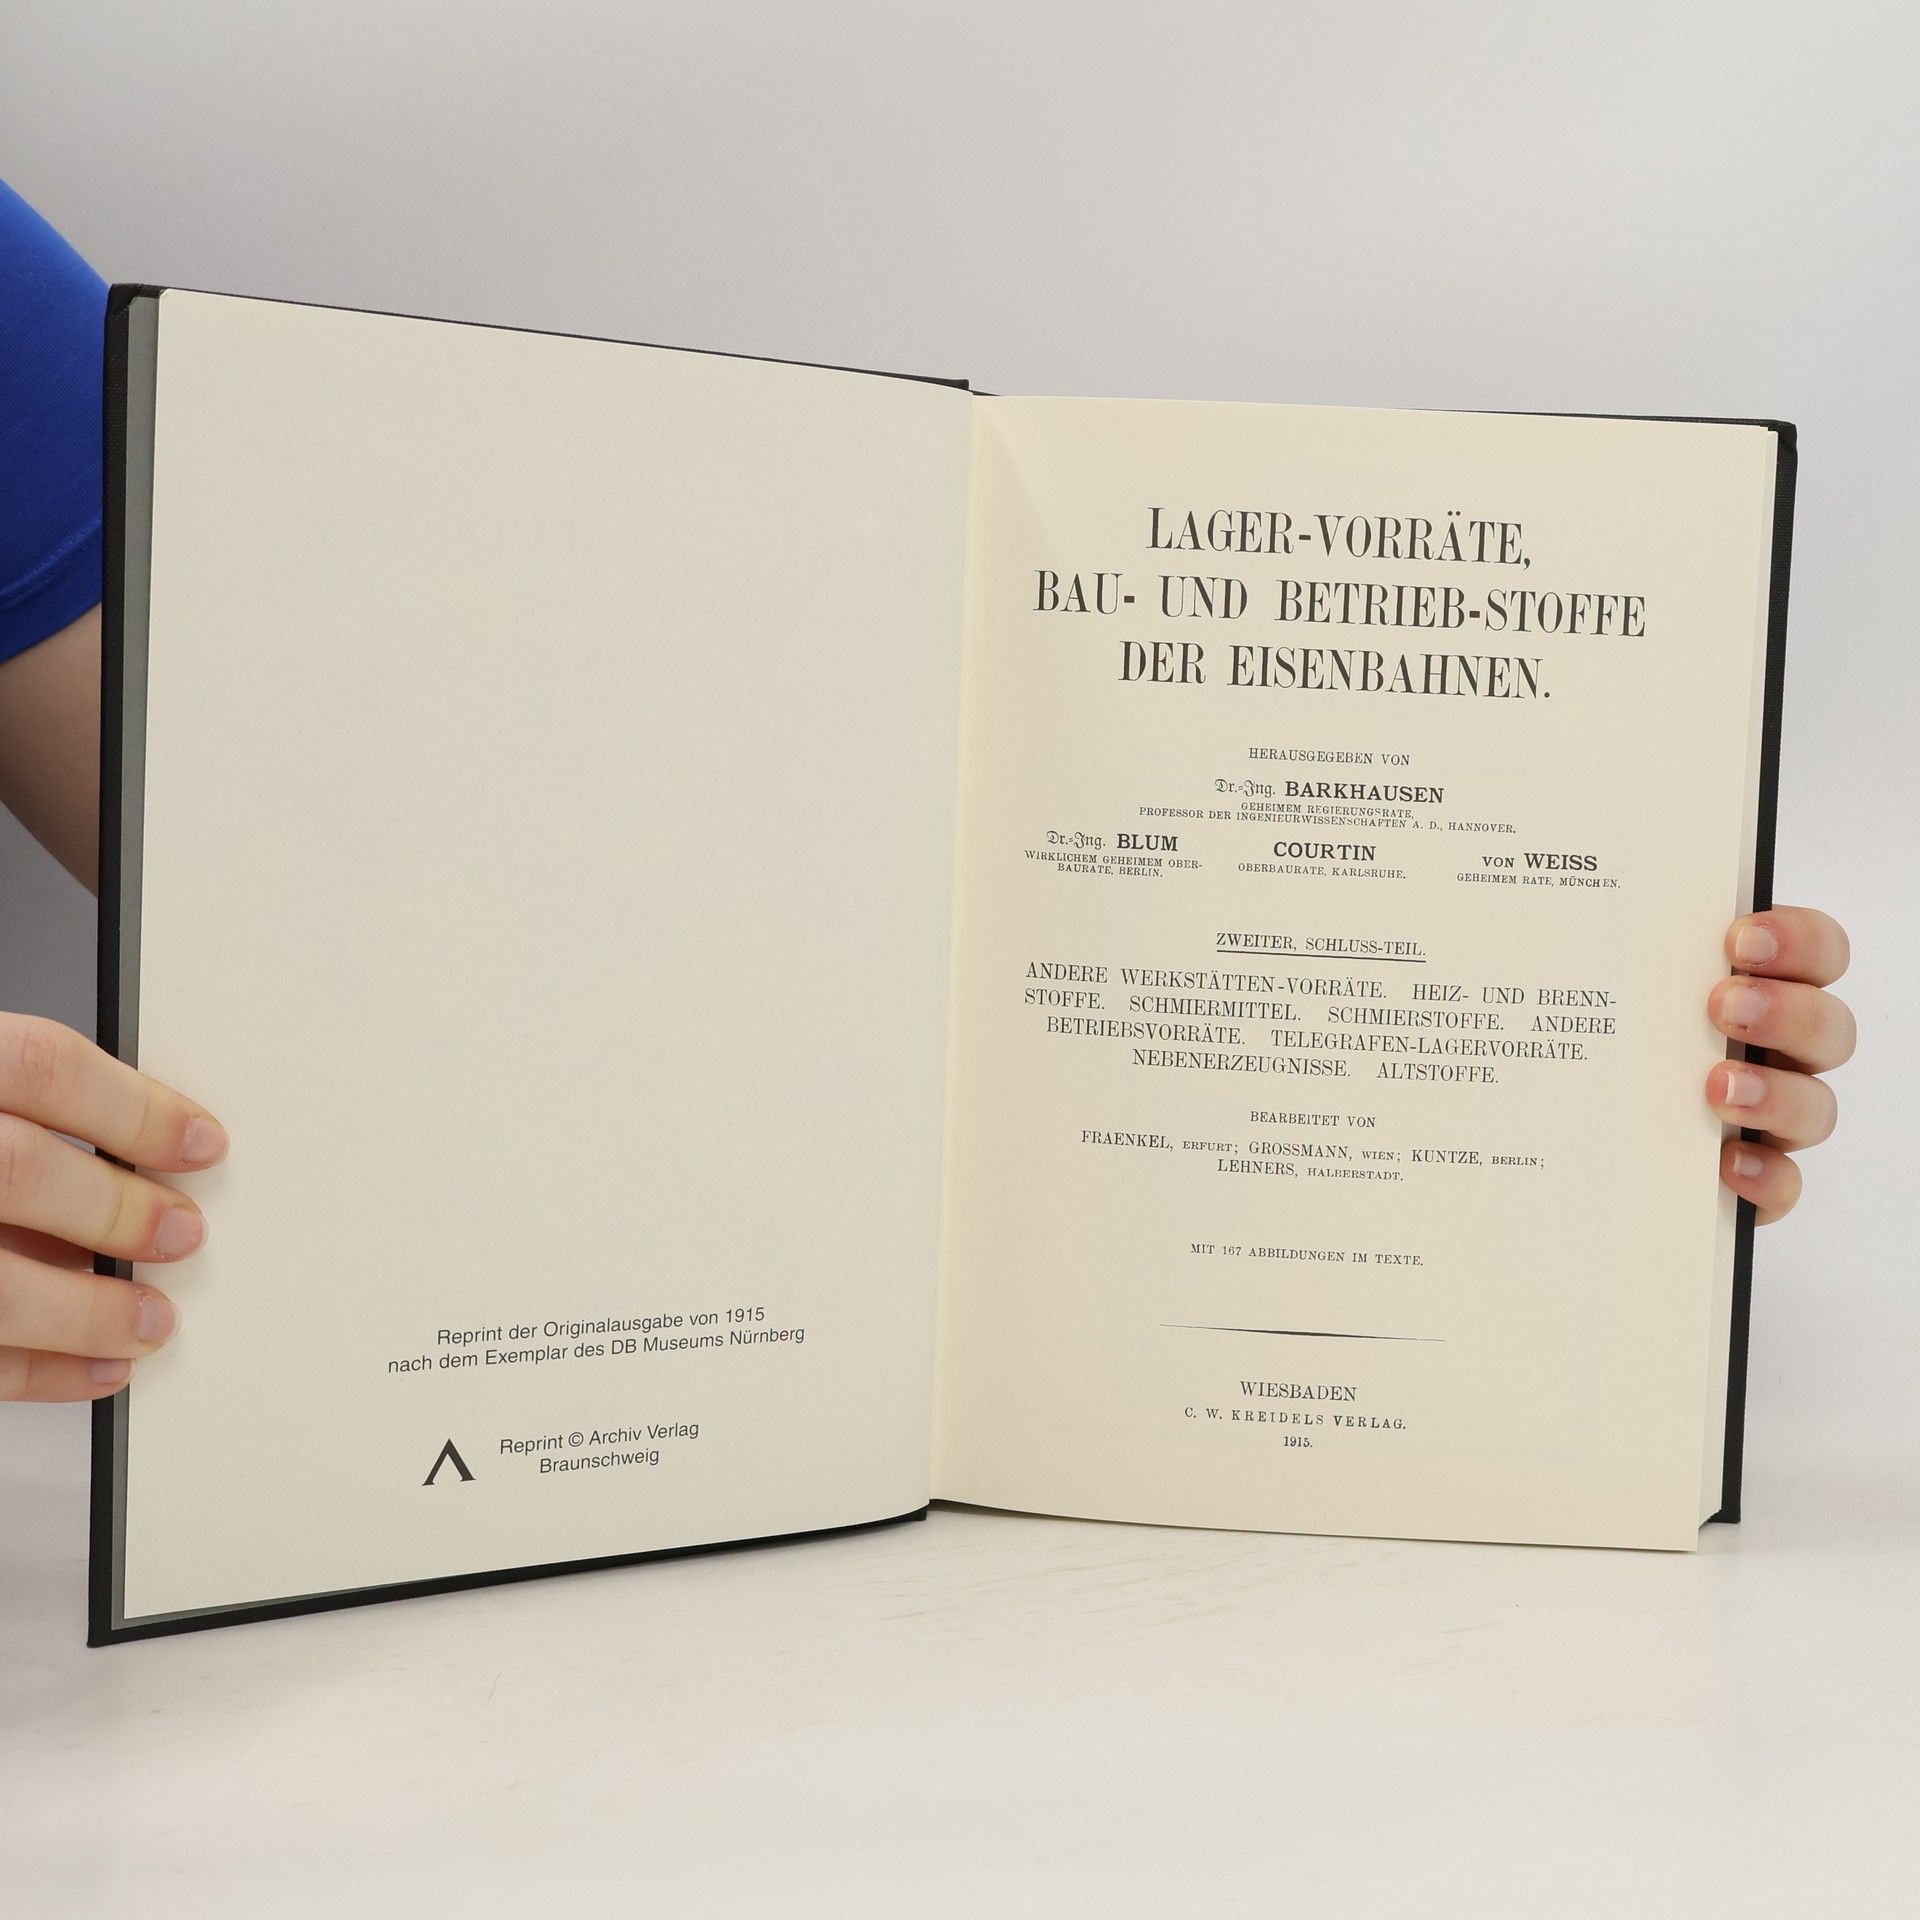 Reprint der Originalausgabe von 1915
nach dem Exemplar des DB Museums Nürnberg
Reprint © Archiv Verlag
Braunschweig
LAGER-VORRÄTE,
BAU- UND BETRIEB-STOFFE
DER EISENBAHNEN.
HERAUSGEGEBEN VON
Dr.-Ing. BARKHAUSEN
GEHEIMEM REGIERUNGSRATE,
PROFESSOR DER INGENIEURWISSENSCHAFTEN A. D., HANNOVER.
Dr.-Ing. BLUM
WIRKLICHEM GEHEIMEM OBER-
BAURATE, BERLIN.
COURTIN
OBERBAURATE, KARLSRUHE.
VON WEISS
GEHEIMEM RATE, MÜNCHEN.
ZWEITER, SCHLUSS-TEIL.
ANDERE WERKSTÄTTEN-VORRÄTE. HEIZ- UND BRENN-
STOFFE. SCHMIERMITTEL. SCHMIERSTOFFE. ANDERE
BETRIEBSVORRÄTE. TELEGRAFEN-LAGERVORRÄTE.
NEBENERZEUGNISSE. ALTSTOFFE.
BEARBEITET VON
FRAENKEL, ERFURT; GROSSMANN, WIEN; KUNTZE, BERLIN;
LEHNERS, HALBERSTADT.
MIT 167 ABBILDUNGEN IM TEXTE.
WIESBADEN
C. W. KREIDELS VERLAG.
1915.